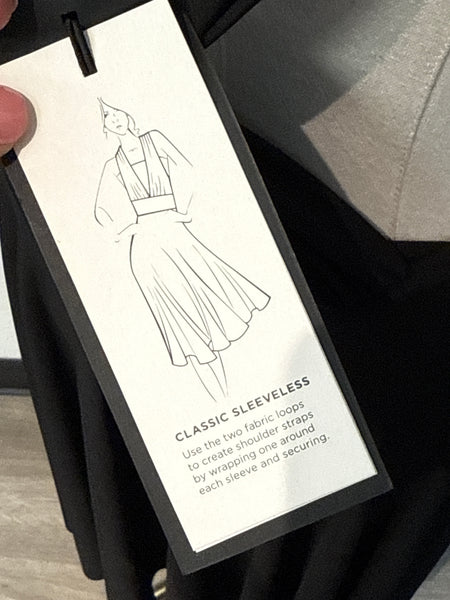 CLASSIC SLEEVELESS
Use the two fabric loops
to create shoulder straps
by wrapping one around
each sleeve and securing.